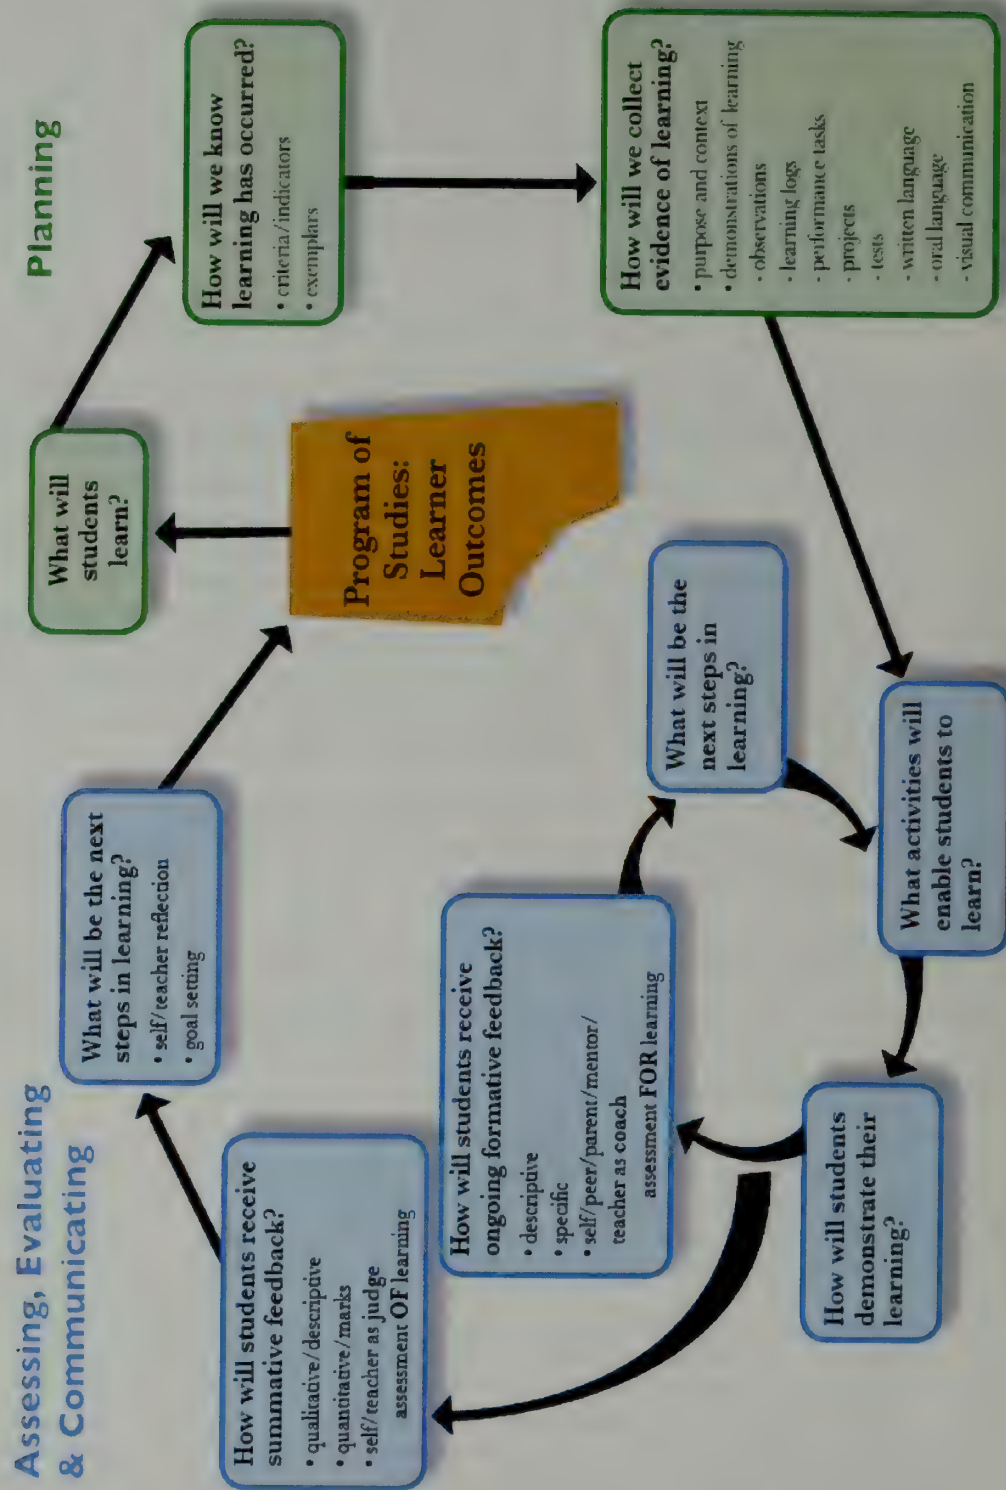 Assessing, Evaluating
& Communicating
Planning
What will
students
learn?
How will we know
learning has occurred?
• criteria/indicators
• exemplars
How will we collect
evidence of learning?
• purpose and context
• demonstrations of learning
- observations
- learning logs
- performance tasks
- projects
- tests
- written language
- oral language
- visual communication
Program of
Studies:
Learner
Outcomes
What will be the next
steps in learning?
• self/teacher reflection
• goal setting
How will students receive
summative feedback?
• qualitative/descriptive
• quantitative/marks
• self/teacher as judge
assessment OF learning
How will students receive
ongoing formative feedback?
• descriptive
• specific
• self/peer/parent/mentor/
teacher as coach
assessment FOR learning
What will be the
next steps in
learning?
What activities will
enable students to
learn?
How will students
demonstrate their
learning?